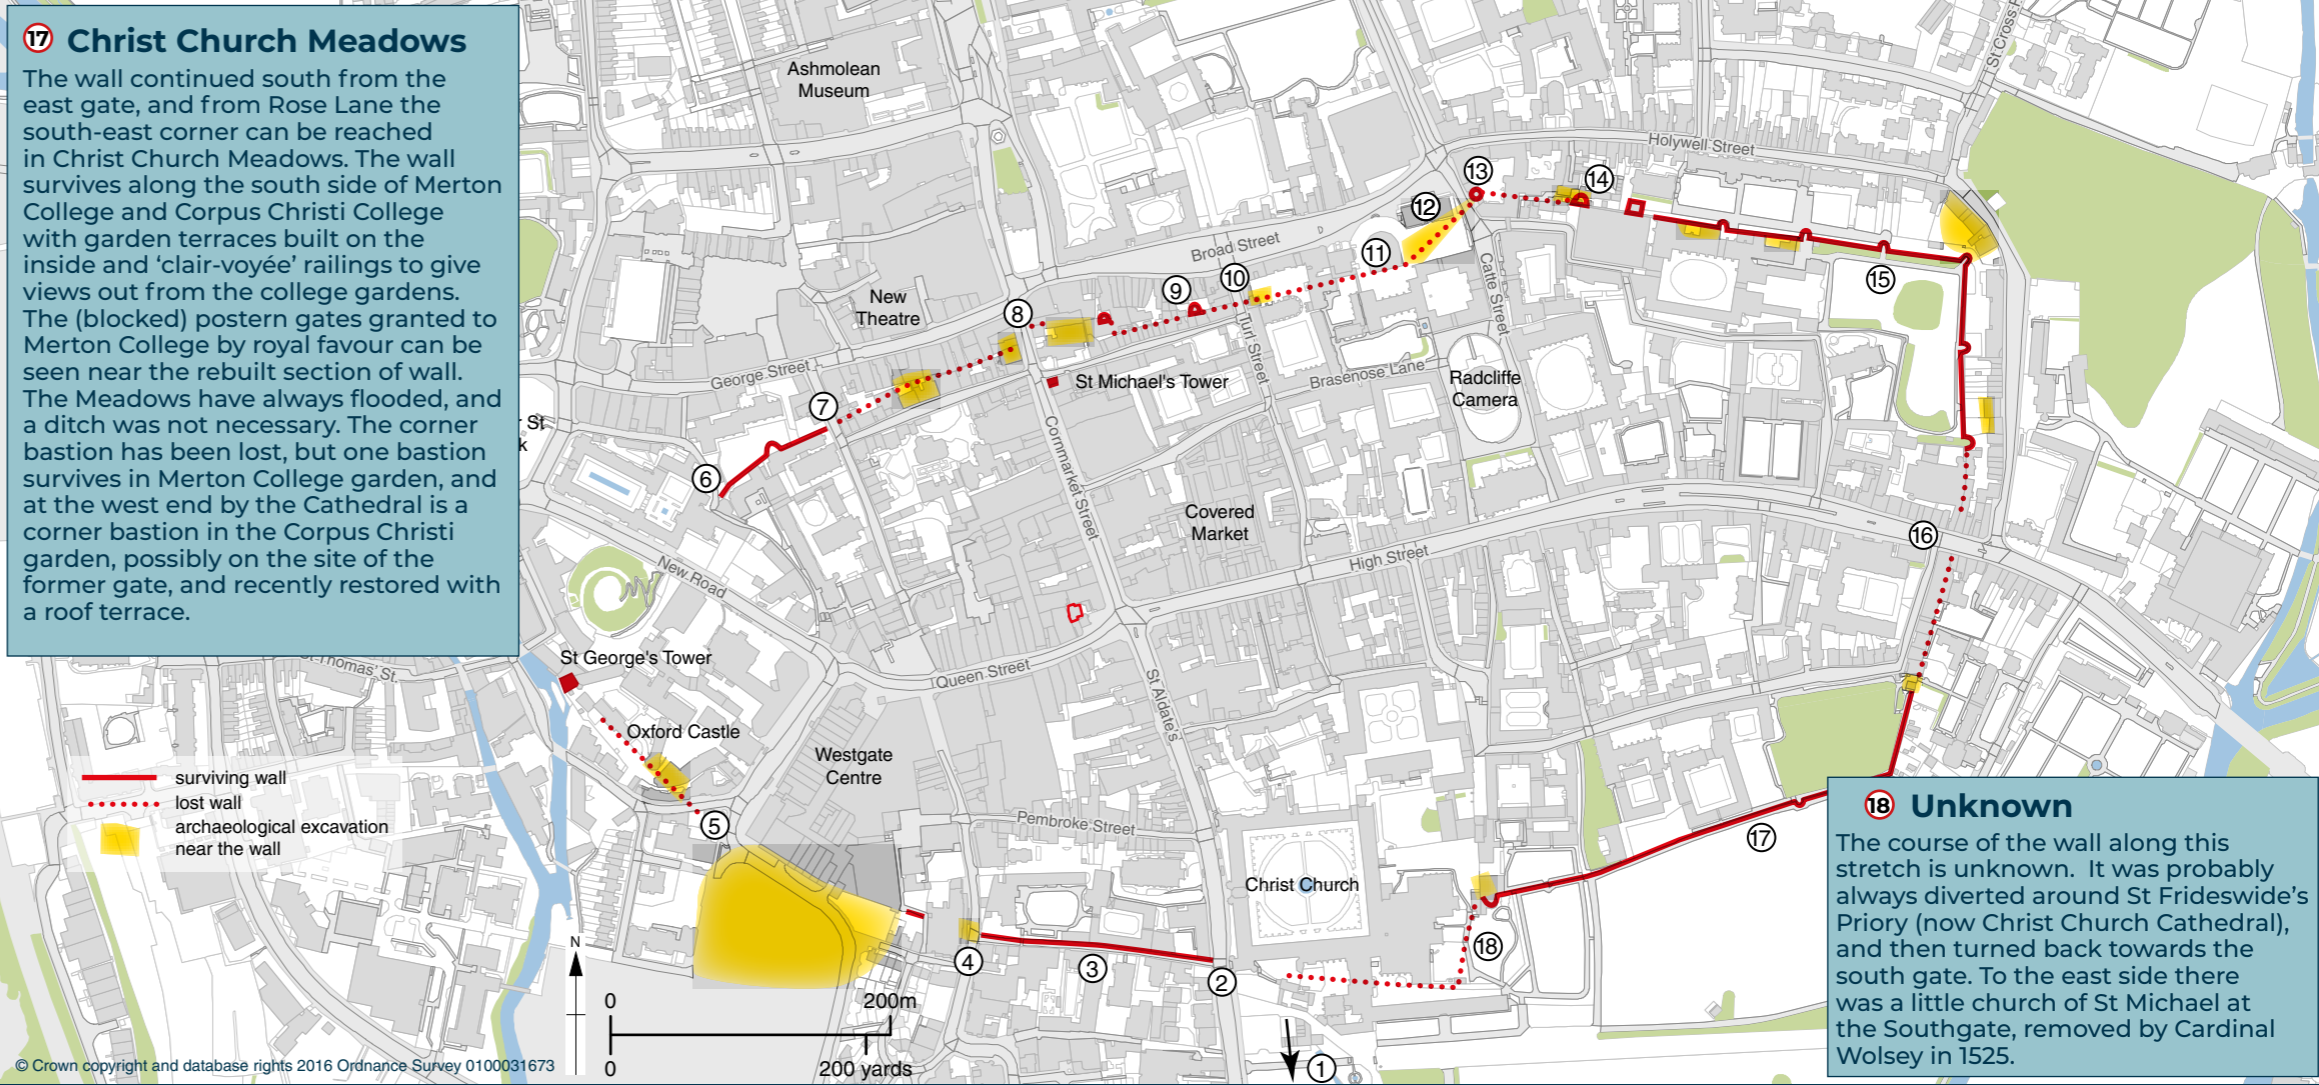 17 Christ Church Meadows
The wall continued south from the
east gate, and from Rose Lane the
south-east corner can be reached
in Christ Church Meadows. The wall
survives along the south side of Merton
College and Corpus Christi College
with garden terraces built on the
inside and ‘clair-voyée’ railings to give
views out from the college gardens.
The (blocked) postern gates granted to
Merton College by royal favour can be
seen near the rebuilt section of wall.
The Meadows have always flooded, and
a ditch was not necessary. The corner
bastion has been lost, but one bastion
survives in Merton College garden, and
at the west end by the Cathedral is a
corner bastion in the Corpus Christi
garden, possibly on the site of the
former gate, and recently restored with
a roof terrace.
Ashmolean
Museum
St Cross
Holywell Street
13
14
12
Broad Street
11
10
9
Catte Street
15
New
Theatre
8
Turl Street
George Street
St Michael's Tower
Brasenose Lane
Radcliffe
Camera
7
St
k
Cornmarket Street
6
Covered
Market
16
High Street
New Road
St George's Tower
St Thomas' St.
Queen Street
St Aldate's
Oxford Castle
Westgate
Centre
surviving wall
lost wall
archaeological excavation
near the wall
5
Pembroke Street
17
Christ Church
18
4
3
2
N
0
200m
0
200 yards
1
© Crown copyright and database rights 2016 Ordnance Survey 0100031673
18 Unknown
The course of the wall along this
stretch is unknown. It was probably
always diverted around St Frideswide’s
Priory (now Christ Church Cathedral),
and then turned back towards the
south gate. To the east side there
was a little church of St Michael at
the Southgate, removed by Cardinal
Wolsey in 1525.